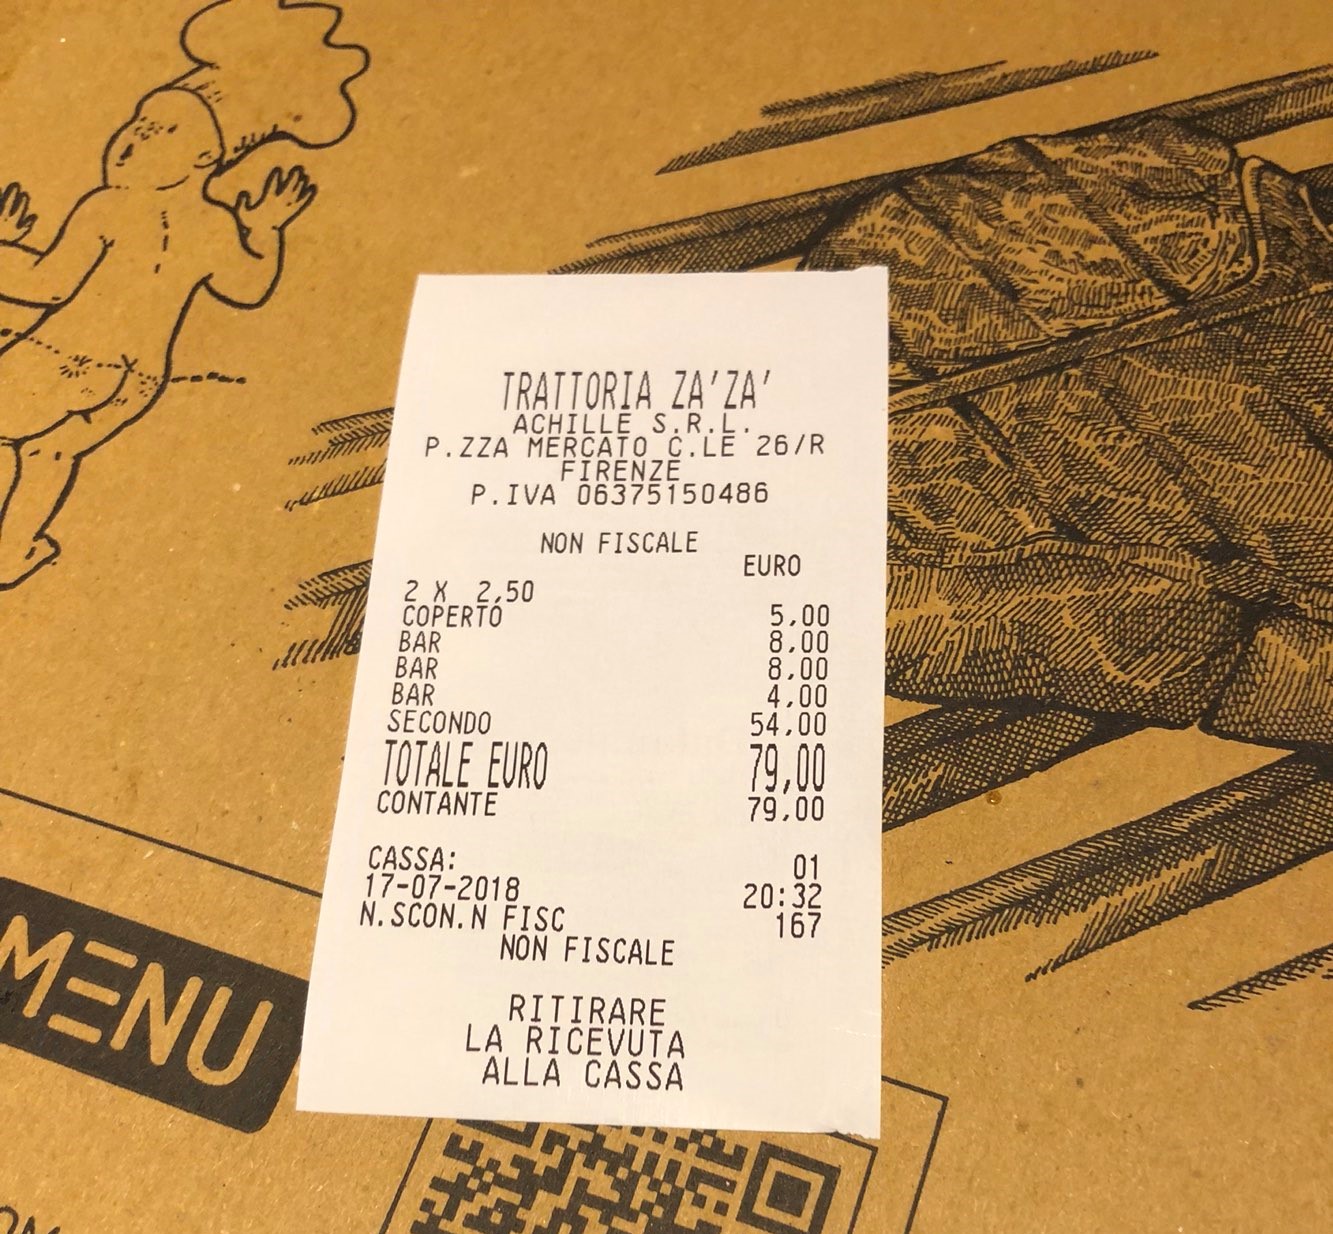 TRATTORIA ZA'ZA'
ACHILLE S.R.L.
P.ZZA MERCATO C.LE 26/R
FIRENZE
P.IVA 06375150486
NON FISCALE
EURO
2 X 2,50
COPERTO 5,00
BAR 8,00
BAR 8,00
BAR 4,00
SECONDO 54,00
TOTALE EURO 79,00
CONTANTE 79,00
CASSA: 01
17-07-2018 20:32
N.SCON.N FISC 167
NON FISCALE
RITIRARE
LA RICEVUTA
ALLA CASSA
MENU